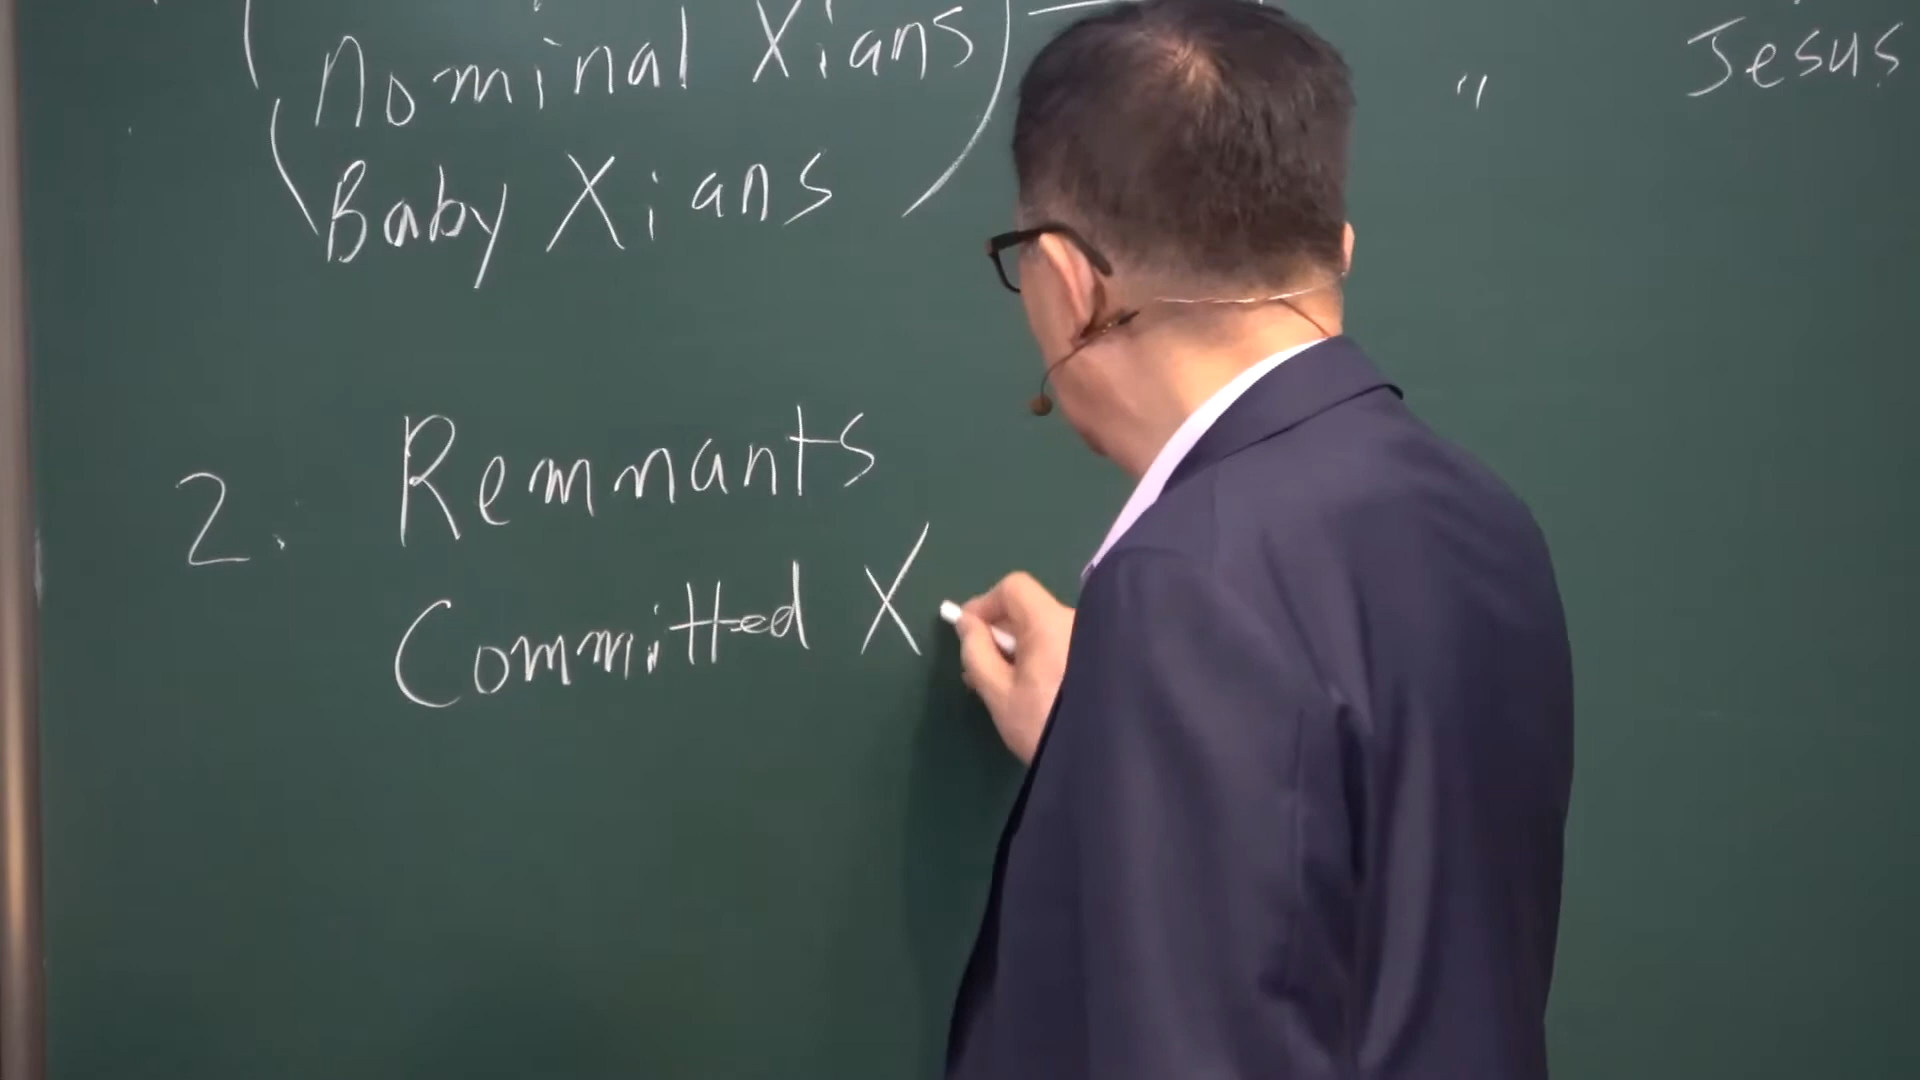 (Nominal Xians)
(Baby Xians)
" Jesus
2. Remnants
Committed X